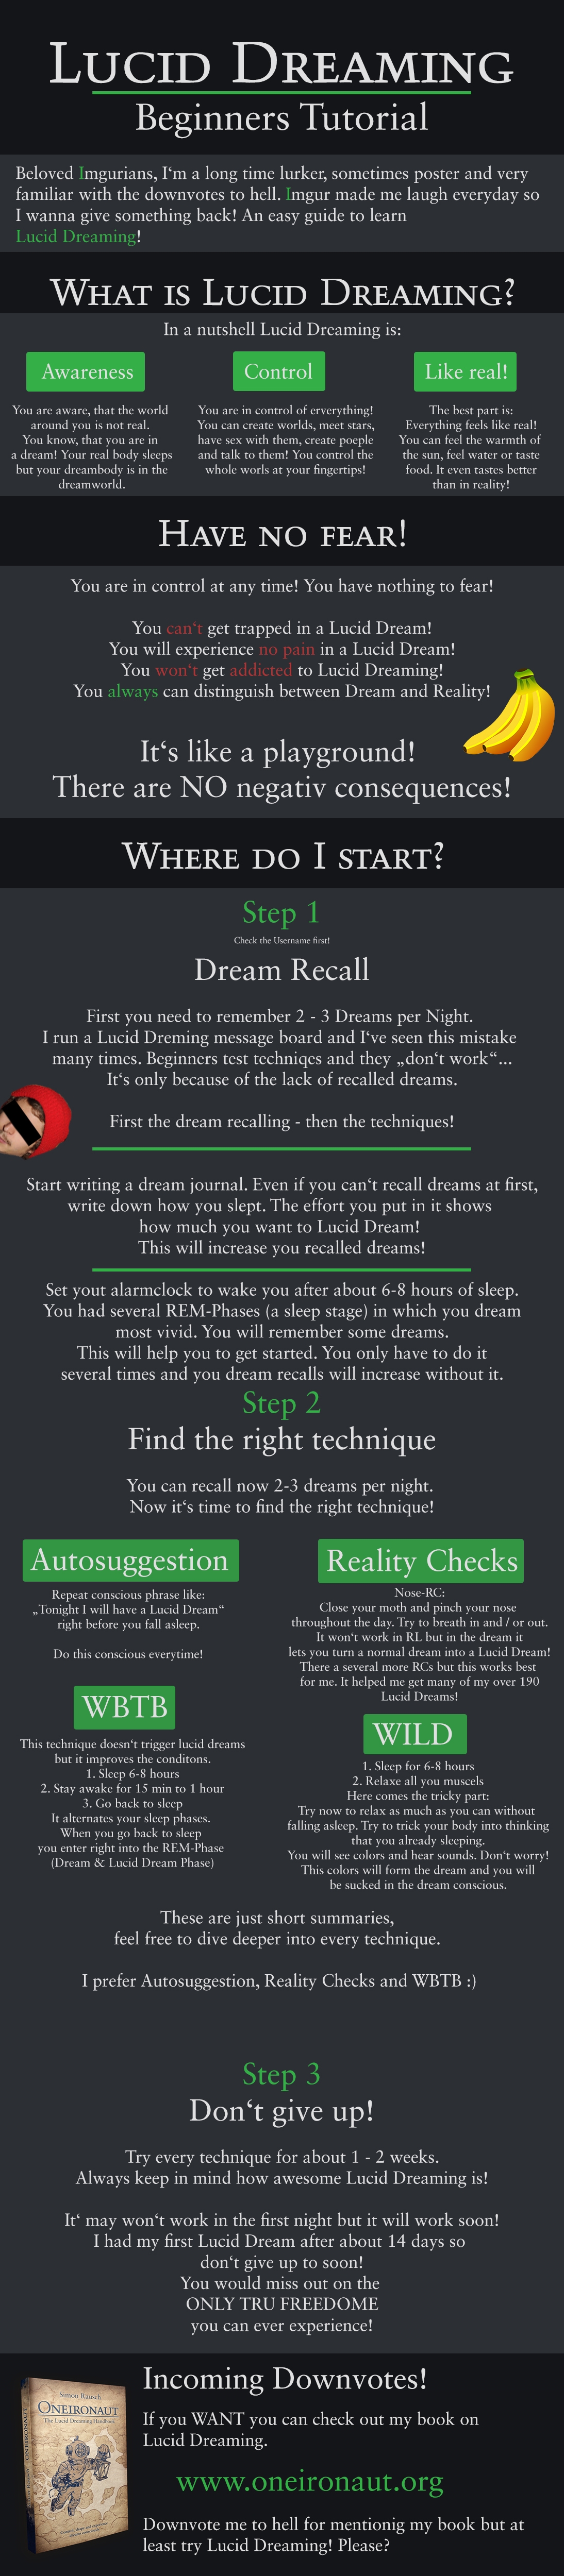 LUCID DREAMING
Beginners Tutorial
Beloved Imgurians, I‘m a long time lurker, sometimes poster and very
familiar with the downvotes to hell. Imgur made me laugh everyday so
I wanna give something back! An easy guide to learn
Lucid Dreaming!
WHAT IS LUCID DREAMING?
In a nutshell Lucid Dreaming is:
Awareness
You are aware, that the world
around you is not real.
You know, that you are in
a dream! Your real body sleeps
but your dreambody is in the
dreamworld.
Control
You are in control of erverything!
You can create worlds, meet stars,
have sex with them, create poeple
and talk to them! You control the
whole worls at your fingertips!
Like real!
The best part is:
Everything feels like real!
You can feel the warmth of
the sun, feel water or taste
food. It even tastes better
than in reality!
HAVE NO FEAR!
You are in control at any time! You have nothing to fear!
You can‘t get trapped in a Lucid Dream!
You will experience no pain in a Lucid Dream!
You won‘t get addicted to Lucid Dreaming!
You always can distinguish between Dream and Reality!
It‘s like a playground!
There are NO negativ consequences!
WHERE DO I START?
Step 1
Check the Username first!
Dream Recall
First you need to remember 2 - 3 Dreams per Night.
I run a Lucid Dreming message board and I‘ve seen this mistake
many times. Beginners test techniqes and they „don‘t work“...
It‘s only because of the lack of recalled dreams.
First the dream recalling - then the techniques!
Start writing a dream journal. Even if you can‘t recall dreams at first,
write down how you slept. The effort you put in it shows
how much you want to Lucid Dream!
This will increase you recalled dreams!
Set yout alarmclock to wake you after about 6-8 hours of sleep.
You had several REM-Phases (a sleep stage) in which you dream
most vivid. You will remember some dreams.
This will help you to get started. You only have to do it
several times and you dream recalls will increase without it.
Step 2
Find the right technique
You can recall now 2-3 dreams per night.
Now it‘s time to find the right technique!
Autosuggestion
Repeat conscious phrase like:
„Tonight I will have a Lucid Dream“
right before you fall asleep.
Do this conscious everytime!
Reality Checks
Nose-RC:
Close your moth and pinch your nose
throughout the day. Try to breath in and / or out.
It won‘t work in RL but in the dream it
lets you turn a normal dream into a Lucid Dream!
There a several more RCs but this works best
for me. It helped me get many of my over 190
Lucid Dreams!
WBTB
This technique doesn‘t trigger lucid dreams
but it improves the conditons.
1. Sleep 6-8 hours
2. Stay awake for 15 min to 1 hour
3. Go back to sleep
It alternates your sleep phases.
When you go back to sleep
you enter right into the REM-Phase
(Dream & Lucid Dream Phase)
WILD
1. Sleep for 6-8 hours
2. Relaxe all you muscels
Here comes the tricky part:
Try now to relax as much as you can without
falling asleep. Try to trick your body into thinking
that you already sleeping.
You will see colors and hear sounds. Don‘t worry!
This colors will form the dream and you will
be sucked in the dream conscious.
These are just short summaries,
feel free to dive deeper into every technique.
I prefer Autosuggestion, Reality Checks and WBTB :)
Step 3
Don‘t give up!
Try every technique for about 1 - 2 weeks.
Always keep in mind how awesome Lucid Dreaming is!
It‘ may won‘t work in the first night but it will work soon!
I had my first Lucid Dream after about 14 days so
don‘t give up to soon!
You would miss out on the
ONLY TRU FREEDOME
you can ever experience!
Incoming Downvotes!
If you WANT you can check out my book on
Lucid Dreaming.
www.oneironaut.org
Downvote me to hell for mentionig my book but at
least try Lucid Dreaming! Please?
ONEIRONAUT
The Lucid Dreaming Handbook
ONEIRONAUT